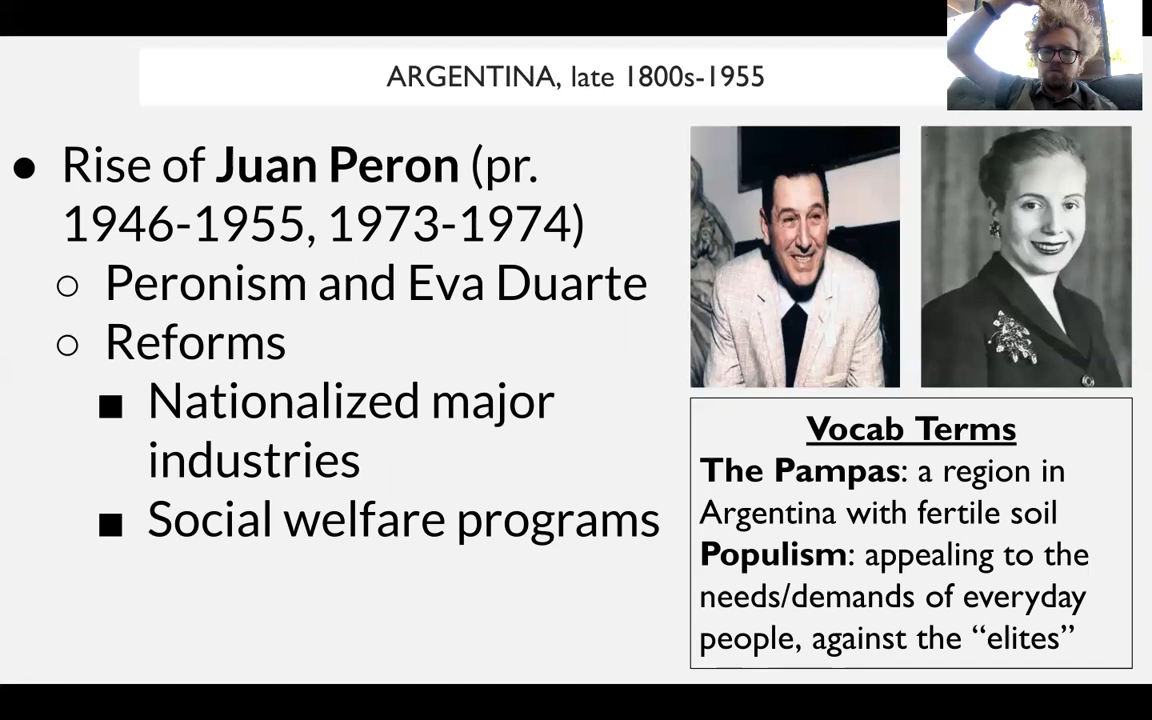 ARGENTINA, late 1800s-1955
● Rise of Juan Peron (pr.
1946-1955, 1973-1974)
○ Peronism and Eva Duarte
○ Reforms
■ Nationalized major
industries
■ Social welfare programs
Vocab Terms
The Pampas: a region in
Argentina with fertile soil
Populism: appealing to the
needs/demands of everyday
people, against the “elites”